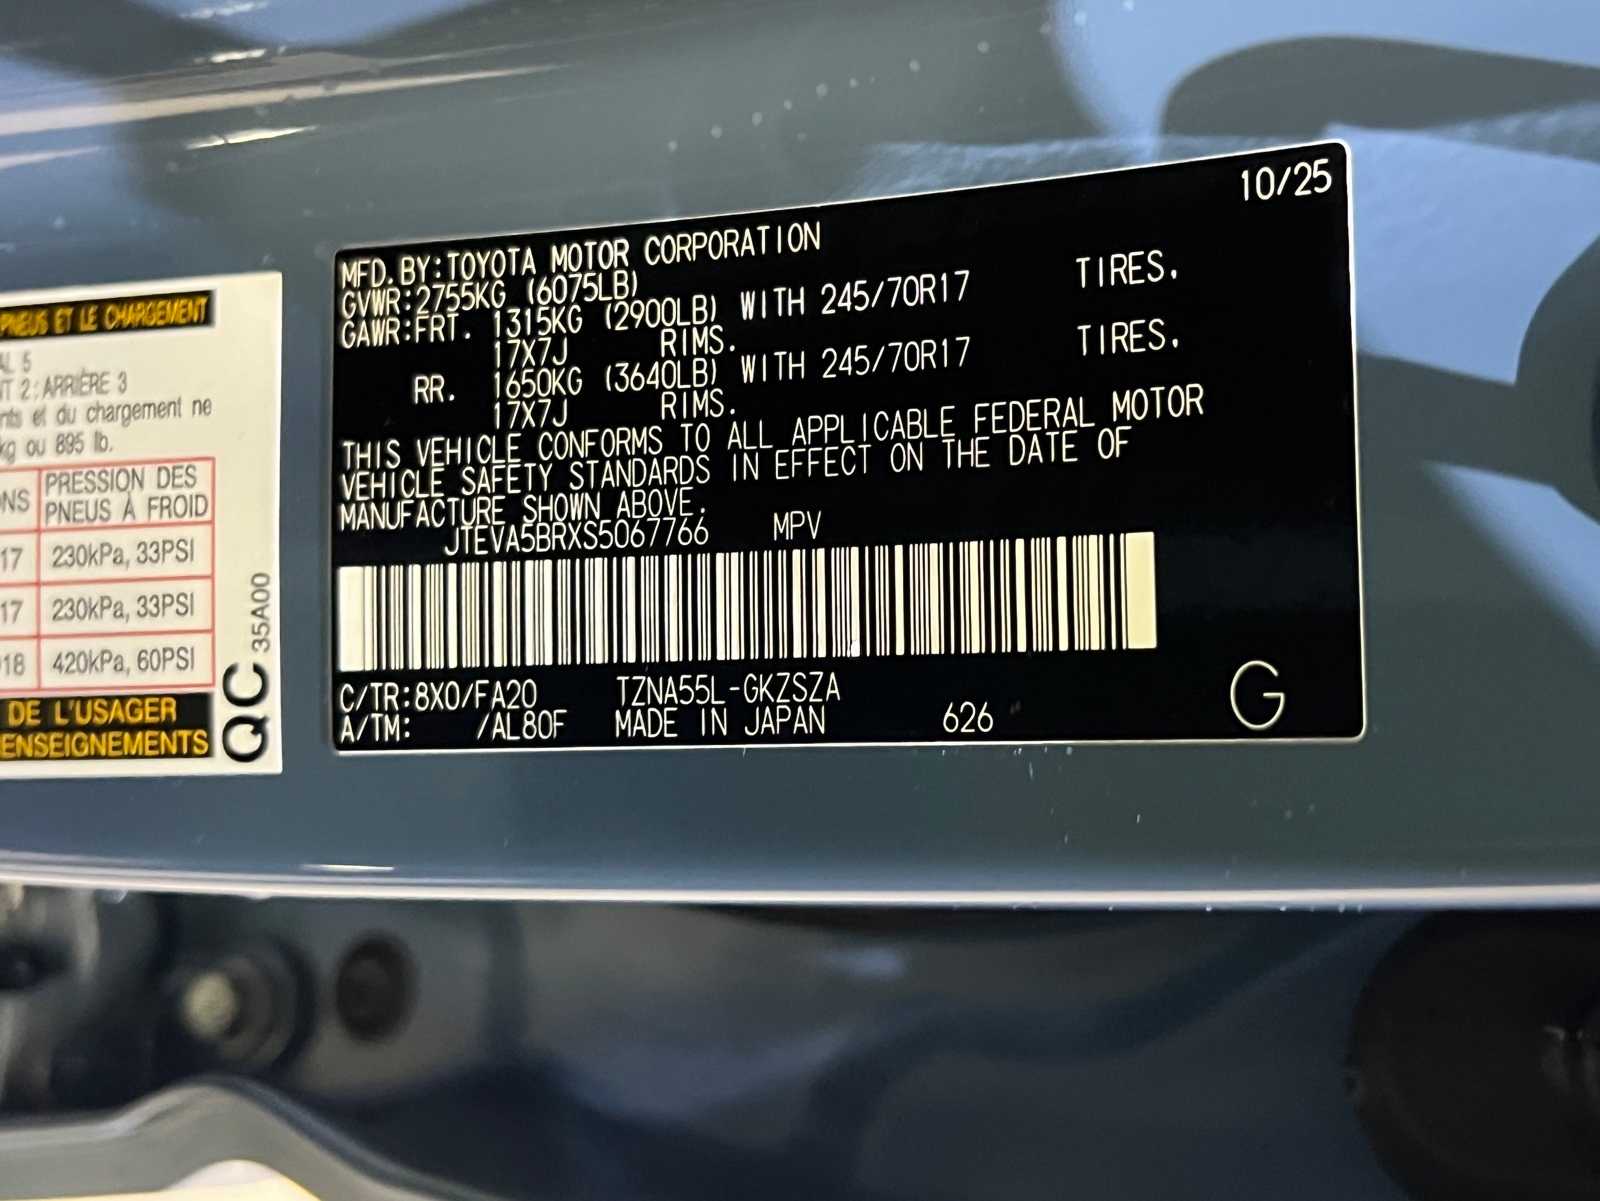 10/25
MFD.BY:TOYOTA MOTOR CORPORATION
GVWR:2755KG (6075LB)
GAWR:FRT. 1315KG (2900LB) WITH 245/70R17 TIRES.
17X7J RIMS.
RR. 1650KG (3640LB) WITH 245/70R17 TIRES.
17X7J RIMS.
THIS VEHICLE CONFORMS TO ALL APPLICABLE FEDERAL MOTOR
VEHICLE SAFETY STANDARDS IN EFFECT ON THE DATE OF
MANUFACTURE SHOWN ABOVE.
JTEVA5BRXS5067766 MPV
C/TR:8X0/FA20 TZNA55L-GKZSZA
A/TM: /AL80F MADE IN JAPAN 626
G
PNEUS ET LE CHARGEMENT
AL 5
NT 2: ARRIÈRE 3
nts et du chargement ne
kg ou 895 lb.
ONS PRESSION DES
PNEUS À FROID
17 230kPa, 33PSI
17 230kPa, 33PSI
18 420kPa, 60PSI
DE L'USAGER
ENSEIGNEMENTS
QC 35A00